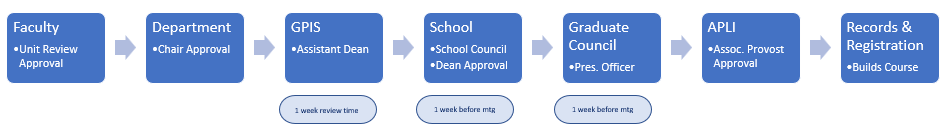 Faculty
•Unit Review
Approval
Department
•Chair Approval
GPIS
•Assistant Dean
School
•School Council
•Dean Approval
Graduate
Council
•Pres. Officer
APLI
•Assoc. Provost
Approval
Records &
Registration
•Builds Course
1 week review time
1 week before mtg
1 week before mtg